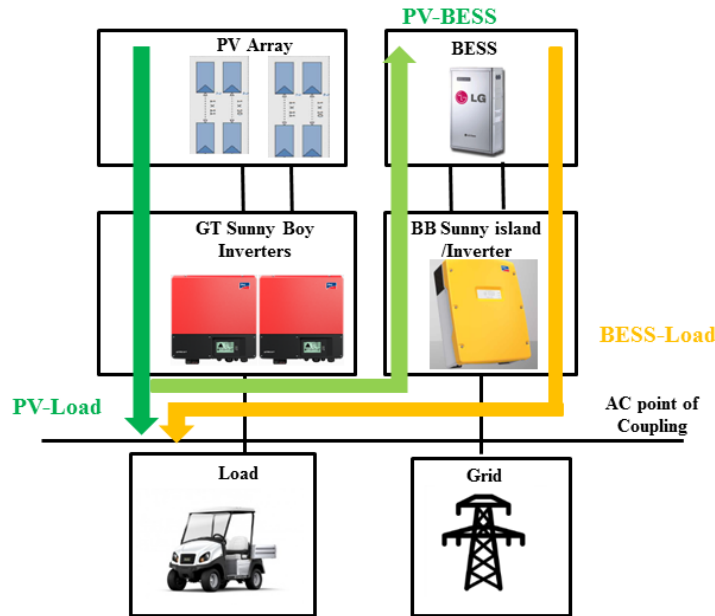 PV-BESS
PV Array
BESS
LG
GT Sunny Boy
Inverters
BB Sunny island
/Inverter
BESS-Load
PV-Load
AC point of
Coupling
Load
Grid